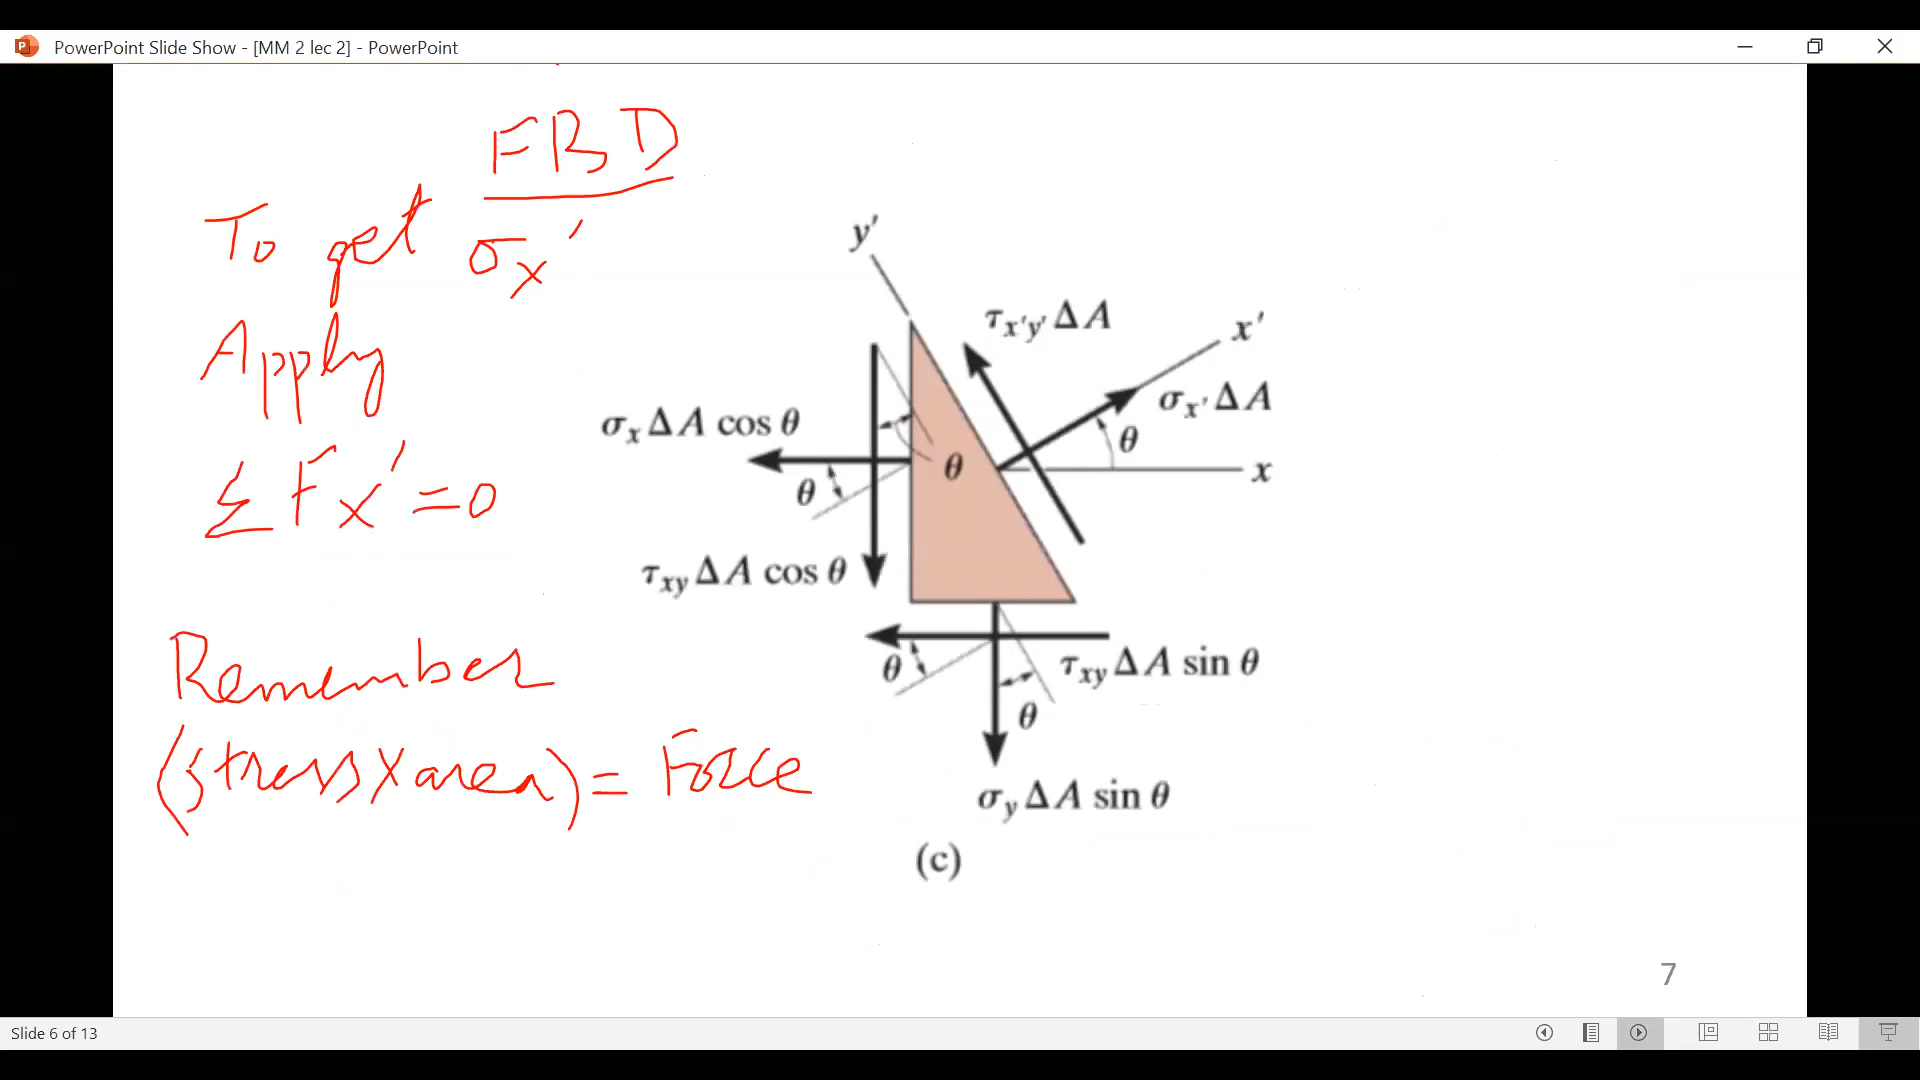 PowerPoint Slide Show - [MM 2 lec 2] - PowerPoint
FBD
To get σx'
Apply
Σ Fx' = 0
Remember
(stress X area) = Force
y'
τx'y' ΔA
x'
σx' ΔA
θ
x
σx ΔA cos θ
θ
θ
τxy ΔA cos θ
θ
τxy ΔA sin θ
θ
σy ΔA sin θ
(c)
7
Slide 6 of 13